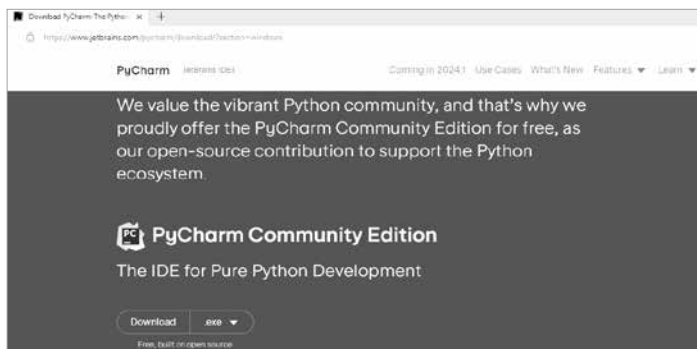 Download PyCharm: The Python
https://www.jetbrains.com/pycharm/download/?section=windows
PyCharm JetBrains IDEs Coming in 2024.1 Use Cases What's New Features Learn
We value the vibrant Python community, and that's why we
proudly offer the PyCharm Community Edition for free, as
our open-source contribution to support the Python
ecosystem.
PC PyCharm Community Edition
The IDE for Pure Python Development
Download .exe
Free, built on open source